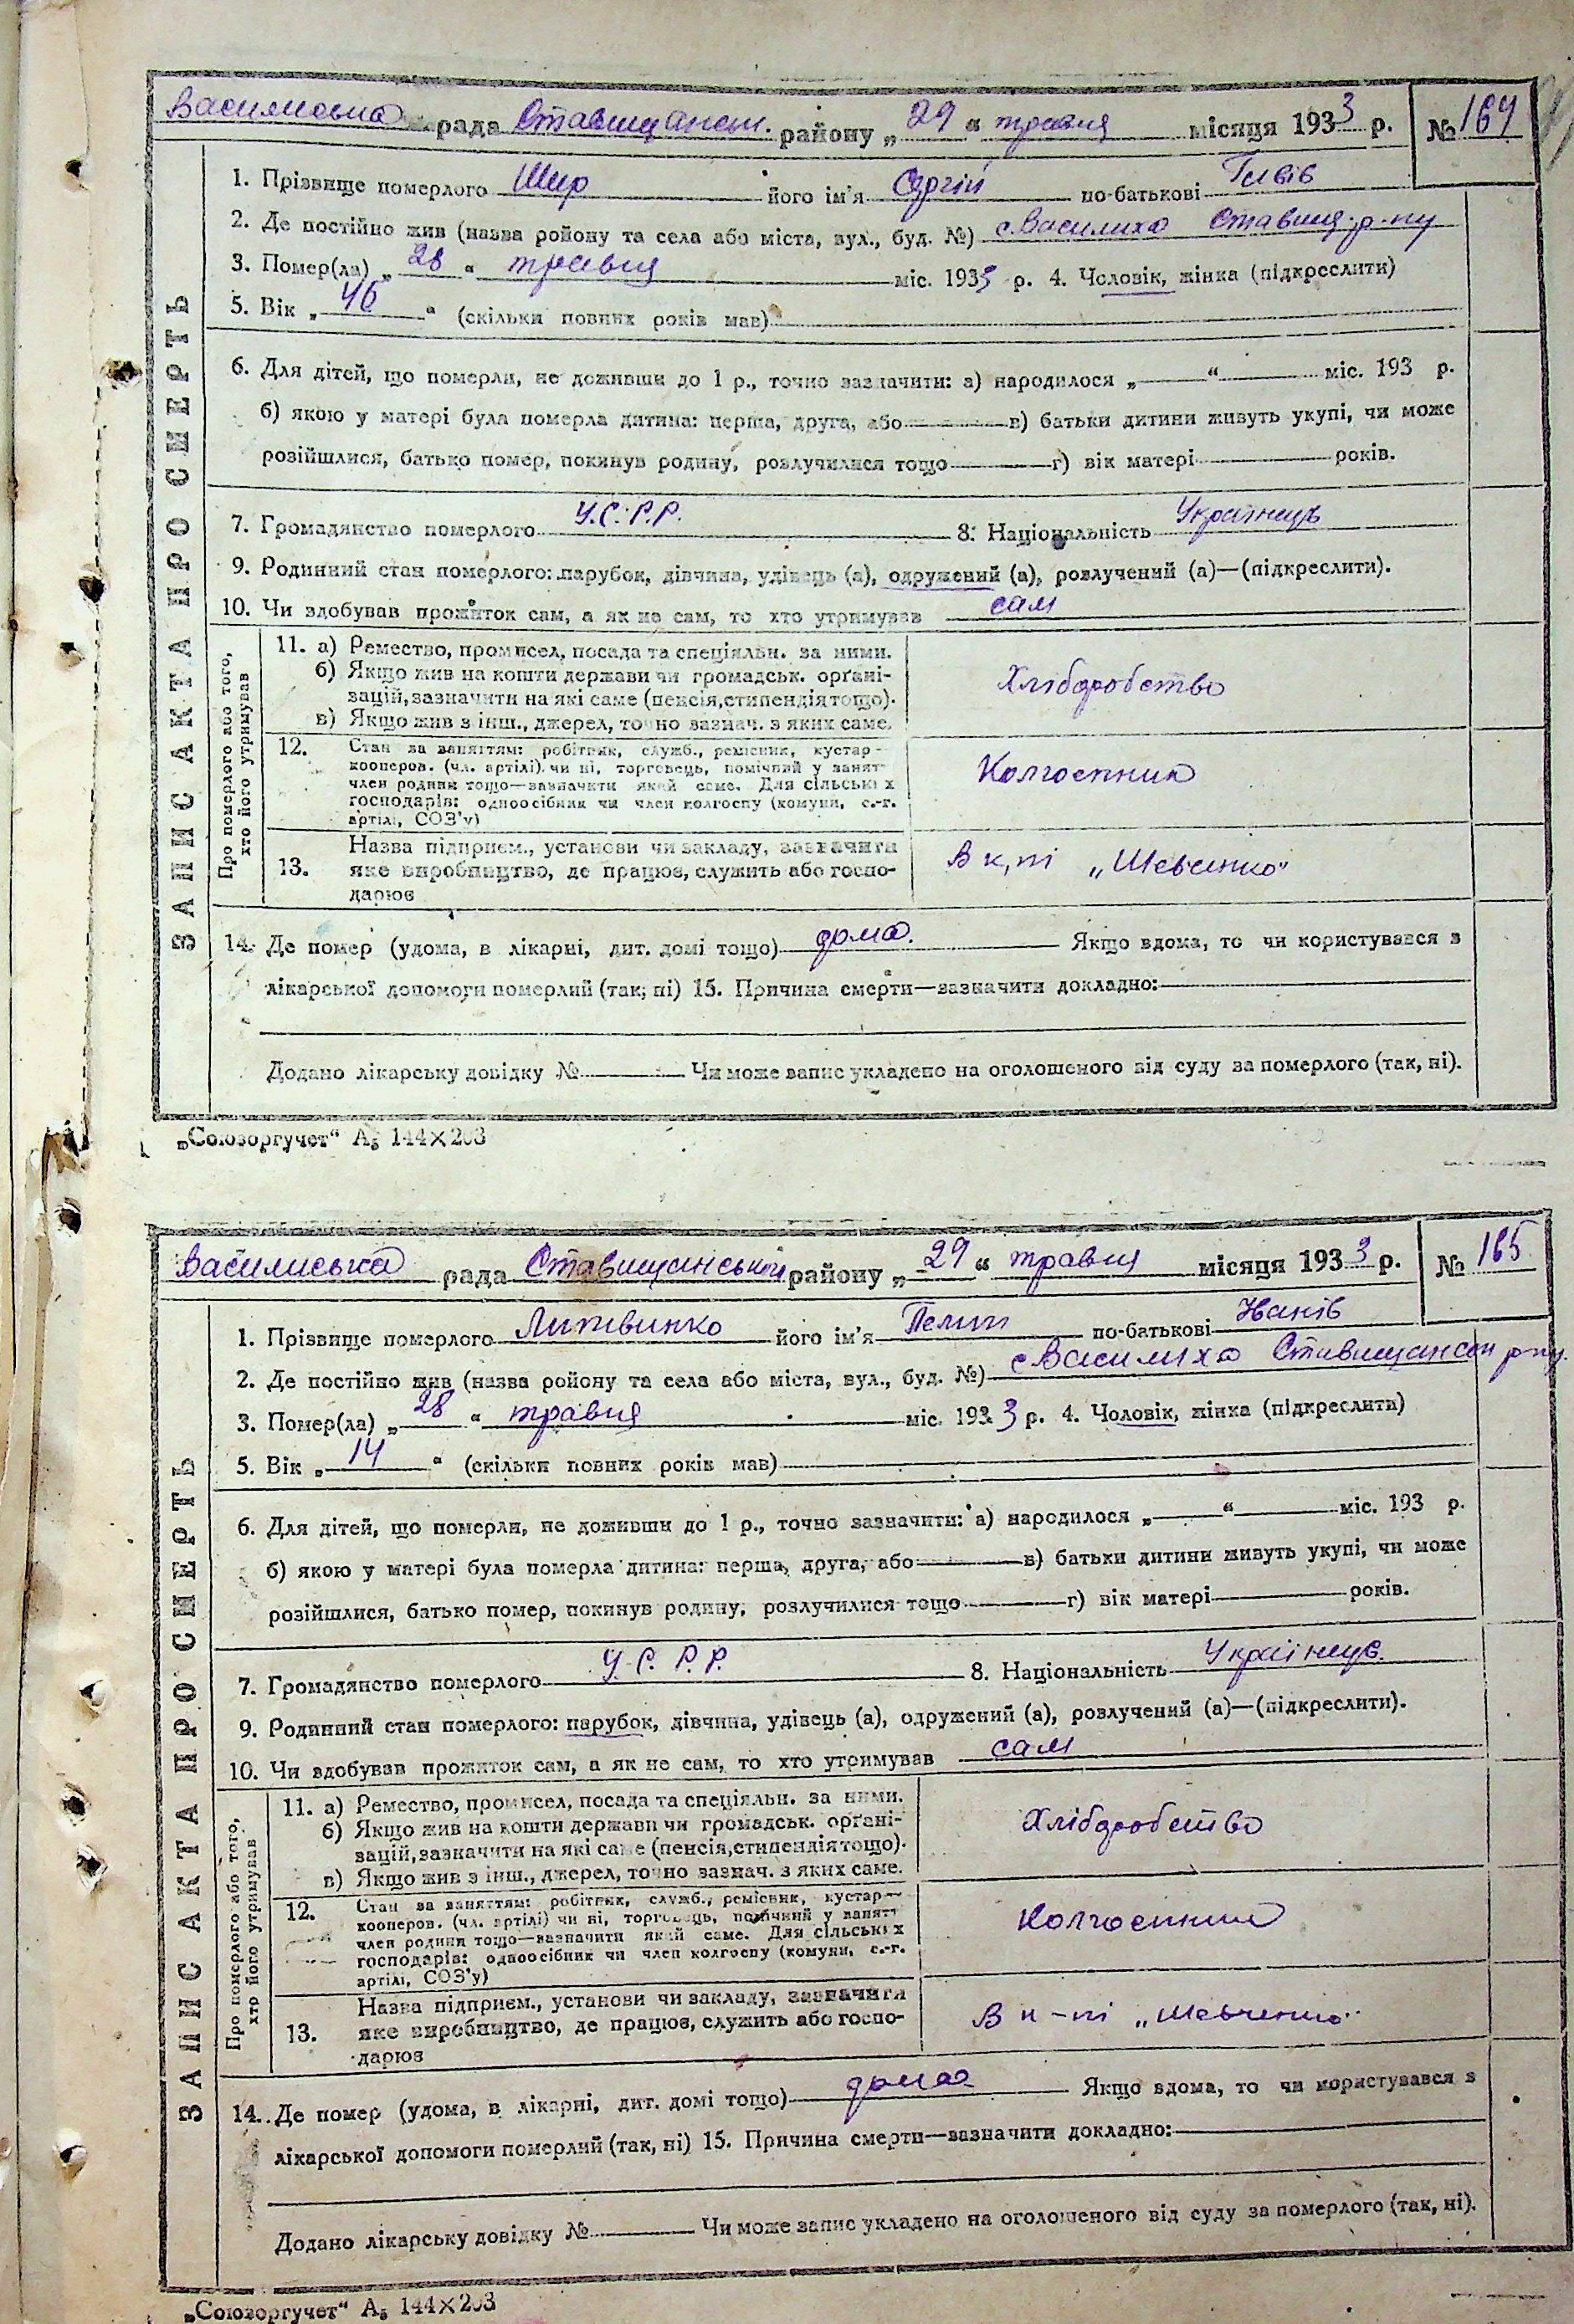 Василиська рада Ставищанськ. району „29“ травня місяця 1933 р. № 164
ЗАПИС АКТА ПРО СМЕРТЬ
1. Прізвище померлого Шир його ім'я Сергій по-батькові
2. Де постійно жив (назва ройону та села або міста, вул., буд. №) с Василиха Ставищ. р-ну
3. Помер(ла) „28“ травня міс. 1933 р. 4. Чоловік, жінка (підкреслити)
5. Вік „46“ (скільки повних років мав)
6. Для дітей, що померли, не доживши до 1 р., точно зазначити: а) народилося „—“ міс. 193 р.
б) якою у матері була померла дитина: перша, друга, або — в) батьки дитини живуть укупі, чи може
розійшлися, батько помер, покинув родину, розлучилися тощо — г) вік матері — років.
7. Громадянство померлого У.С.Р.Р. 8. Національність Українець
9. Родинний стан померлого: парубок, дівчина, удівець (а), одружений (а), розлучений (а)—(підкреслити).
10. Чи здобував прожиток сам, а як не сам, то хто утримував сам
Про померлого або того, хто його утримував
11. а) Ремество, промисел, посада та спеціяльн. за ними.
б) Якщо жив на кошти держави чи громадськ. орґані-
зацій, зазначити на які саме (пенсія, стипендія тощо).
в) Якщо жив з інш., джерел, точно зазнач. з яких саме.
Хліборобство
12. Стан за заняттям: робітник, служб., ремісник, кустар-
кооперов. (чл. артілі) чи ні, торговець, помічний у занят-
член родини тощо—зазначити який саме. Для сільських
господарів: одноосібник чи член колгоспу (комуни, с.-г.
артілі, СОЗ'у)
Колгоспник
13. Назва підприєм., установи чи закладу, зазначити
яке виробництво, де працює, служить або госпо-
дарює
В к, пі „Шевченко“
14. Де помер (удома, в лікарні, дит. домі тощо) дома. Якщо вдома, то чи користувався з
лікарської допомоги померлий (так, ні) 15. Причина смерти—зазначити докладно:—
Додано лікарську довідку № — Чи може запис укладено на оголошеного від суду за померлого (так, ні).
„Союзоргучет“ А₅ 144×203
Василиська рада Ставищанської району „29“ травня місяця 1933 р. № 165
ЗАПИС АКТА ПРО СМЕРТЬ
1. Прізвище померлого Литвинко його ім'я Пелип по-батькові Іванів
2. Де постійно жив (назва ройону та села або міста, вул., буд. №) с Василиха Ставищанськ р-ну.
3. Помер(ла) „28“ травня міс. 1933 р. 4. Чоловік, жінка (підкреслити)
5. Вік „14“ (скільки повних років мав)
6. Для дітей, що померли, не доживши до 1 р., точно зазначити: а) народилося „—“ міс. 193 р.
б) якою у матері була померла дитина: перша, друга, або — в) батьки дитини живуть укупі, чи може
розійшлися, батько помер, покинув родину, розлучилися тощо — г) вік матері — років.
7. Громадянство померлого У.С.Р.Р. 8. Національність Українець
9. Родинний стан померлого: парубок, дівчина, удівець (а), одружений (а), розлучений (а)—(підкреслити).
10. Чи здобував прожиток сам, а як не сам, то хто утримував сам
Про померлого або того, хто його утримував
11. а) Ремество, промисел, посада та спеціяльн. за ними.
б) Якщо жив на кошти держави чи громадськ. орґані-
зацій, зазначити на які саме (пенсія, стипендія тощо).
в) Якщо жив з інш., джерел, точно зазнач. з яких саме.
Хліборобство
12. Стан за заняттям: робітник, служб., ремісник, кустар-
кооперов. (чл. артілі) чи ні, торговець, помічний у занятт
член родини тощо—зазначити який саме. Для сільських
господарів: одноосібник чи член колгоспу (комуни, с.-г.
артілі, СОЗ'у)
Колгоспник
13. Назва підприєм., установи чи закладу, зазначити
яке виробництво, де працює, служить або госпо-
дарює
В к-пі „Шевченко“
14. Де помер (удома, в лікарні, дит. домі тощо) дома Якщо вдома, то чи користувався з
лікарської допомоги померлий (так, ні) 15. Причина смерти—зазначити докладно:—
Додано лікарську довідку № — Чи може запис укладено на оголошеного від суду за померлого (так, ні).
„Союзоргучет“ А₅ 144×203